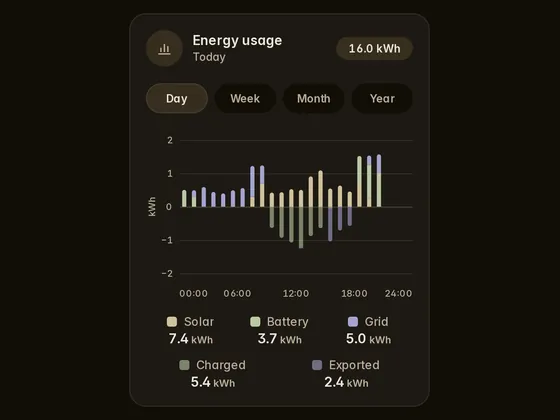 Energy usage
Today
16.0 kWh
Day Week Month Year
2
1
kWh
0
−1
−2
00:00 06:00 12:00 18:00 24:00
Solar Battery Grid
7.4 kWh 3.7 kWh 5.0 kWh
Charged Exported
5.4 kWh 2.4 kWh